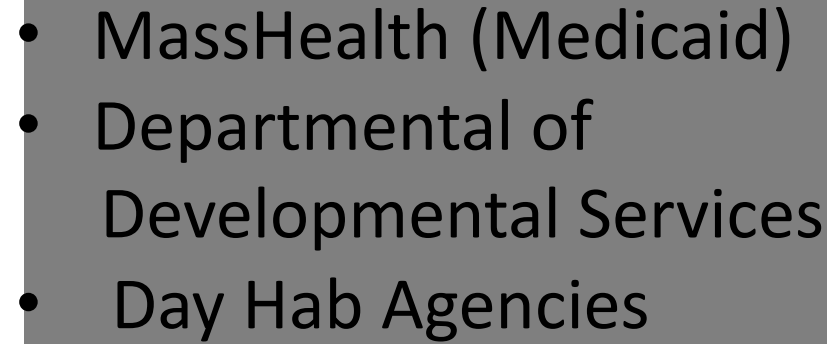 • MassHealth (Medicaid)
• Departmental of
Developmental Services
• Day Hab Agencies